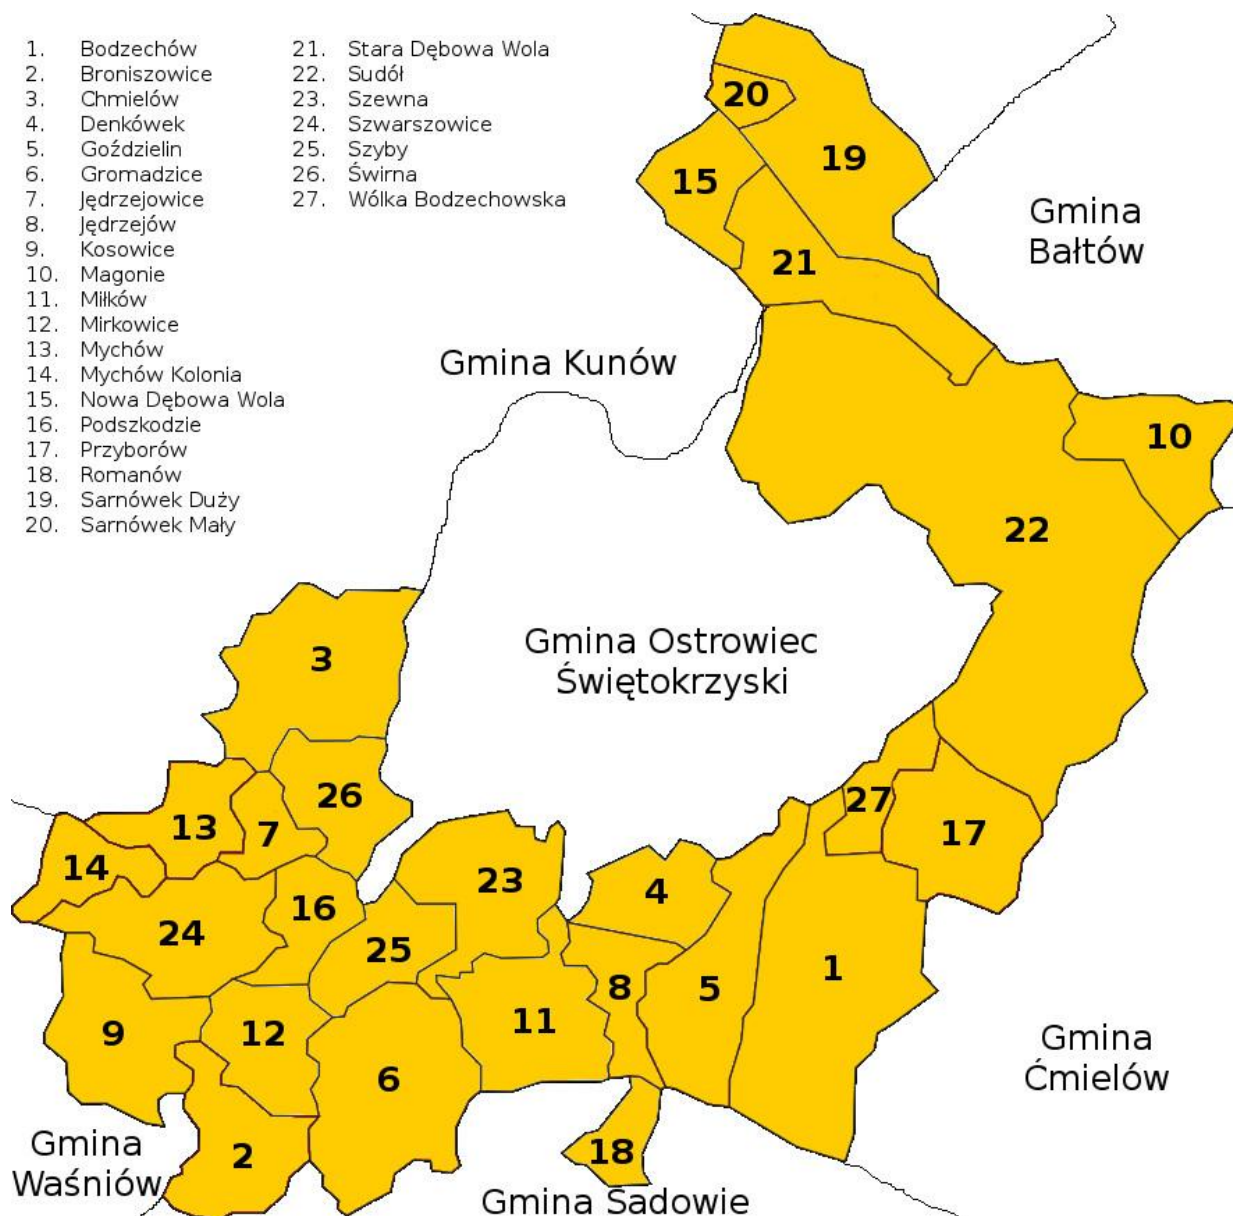 1. Bodzechów
2. Broniszowice
3. Chmielów
4. Denkówek
5. Goździelin
6. Gromadzice
7. Jędrzejowice
8. Jędrzejów
9. Kosowice
10. Magonie
11. Miłków
12. Mirkowice
13. Mychów
14. Mychów Kolonia
15. Nowa Dębowa Wola
16. Podszkodzie
17. Przyborów
18. Romanów
19. Sarnówek Duży
20. Sarnówek Mały
21. Stara Dębowa Wola
22. Sudół
23. Szewna
24. Szwarszowice
25. Szyby
26. Świrna
27. Wólka Bodzechowska
20
19
15
Gmina
Bałtów
21
Gmina Kunów
10
22
Gmina Ostrowiec
Świętokrzyski
3
26
27
13
7
17
14
23
4
16
24
25
1
8
5
11
9
12
Gmina
Ćmielów
6
Gmina
Waśniów
2
18
Gmina Sadowie